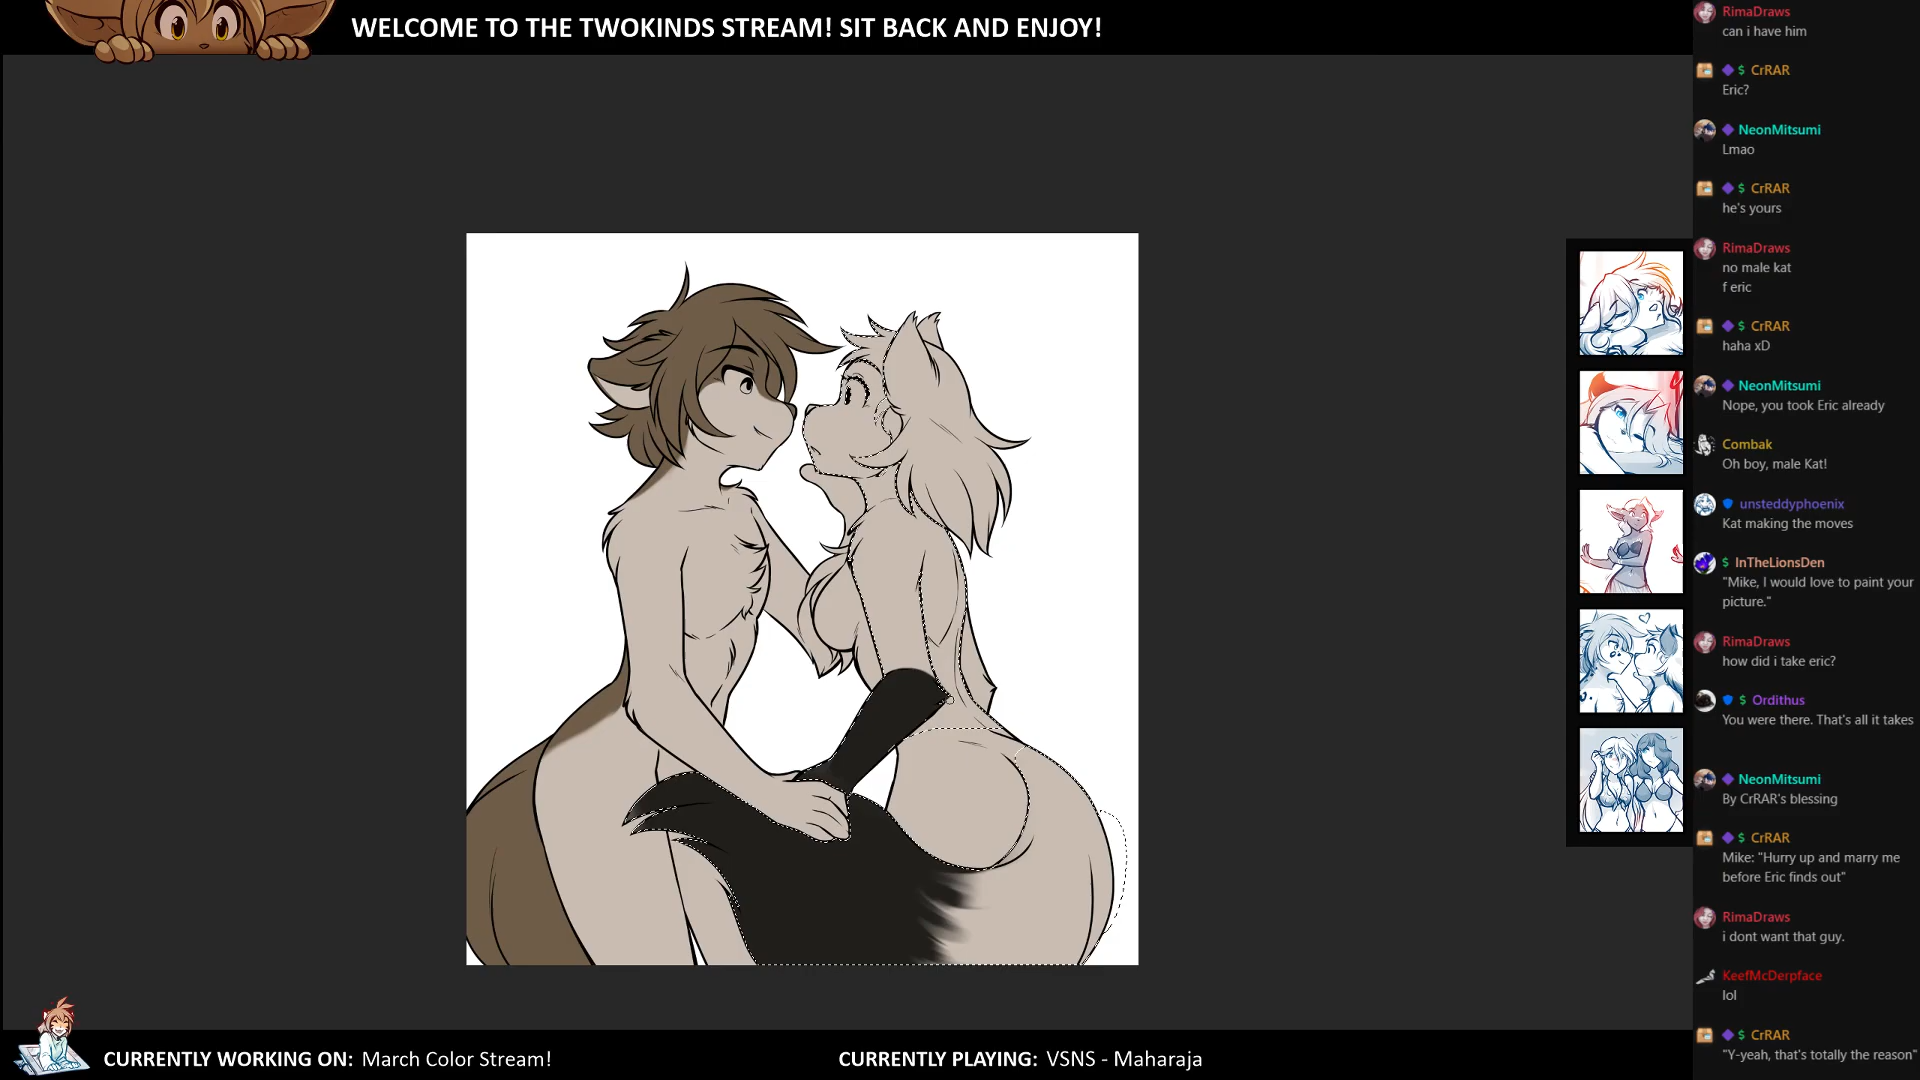 WELCOME TO THE TWOKINDS STREAM! SIT BACK AND ENJOY!
RimaDraws
can i have him
$ CrRAR
Eric?
NeonMitsumi
Lmao
$ CrRAR
he's yours
RimaDraws
no male kat
f eric
$ CrRAR
haha xD
NeonMitsumi
Nope, you took Eric already
Combak
Oh boy, male Kat!
unsteddyphoenix
Kat making the moves
$ InTheLionsDen
"Mike, I would love to paint your
picture."
RimaDraws
how did i take eric?
$ Ordithus
You were there. That's all it takes
NeonMitsumi
By CrRAR's blessing
$ CrRAR
Mike: "Hurry up and marry me
before Eric finds out"
RimaDraws
i dont want that guy.
KeefMcDerpface
lol
$ CrRAR
"Y-yeah, that's totally the reason"
CURRENTLY WORKING ON: March Color Stream!
CURRENTLY PLAYING: VSNS - Maharaja